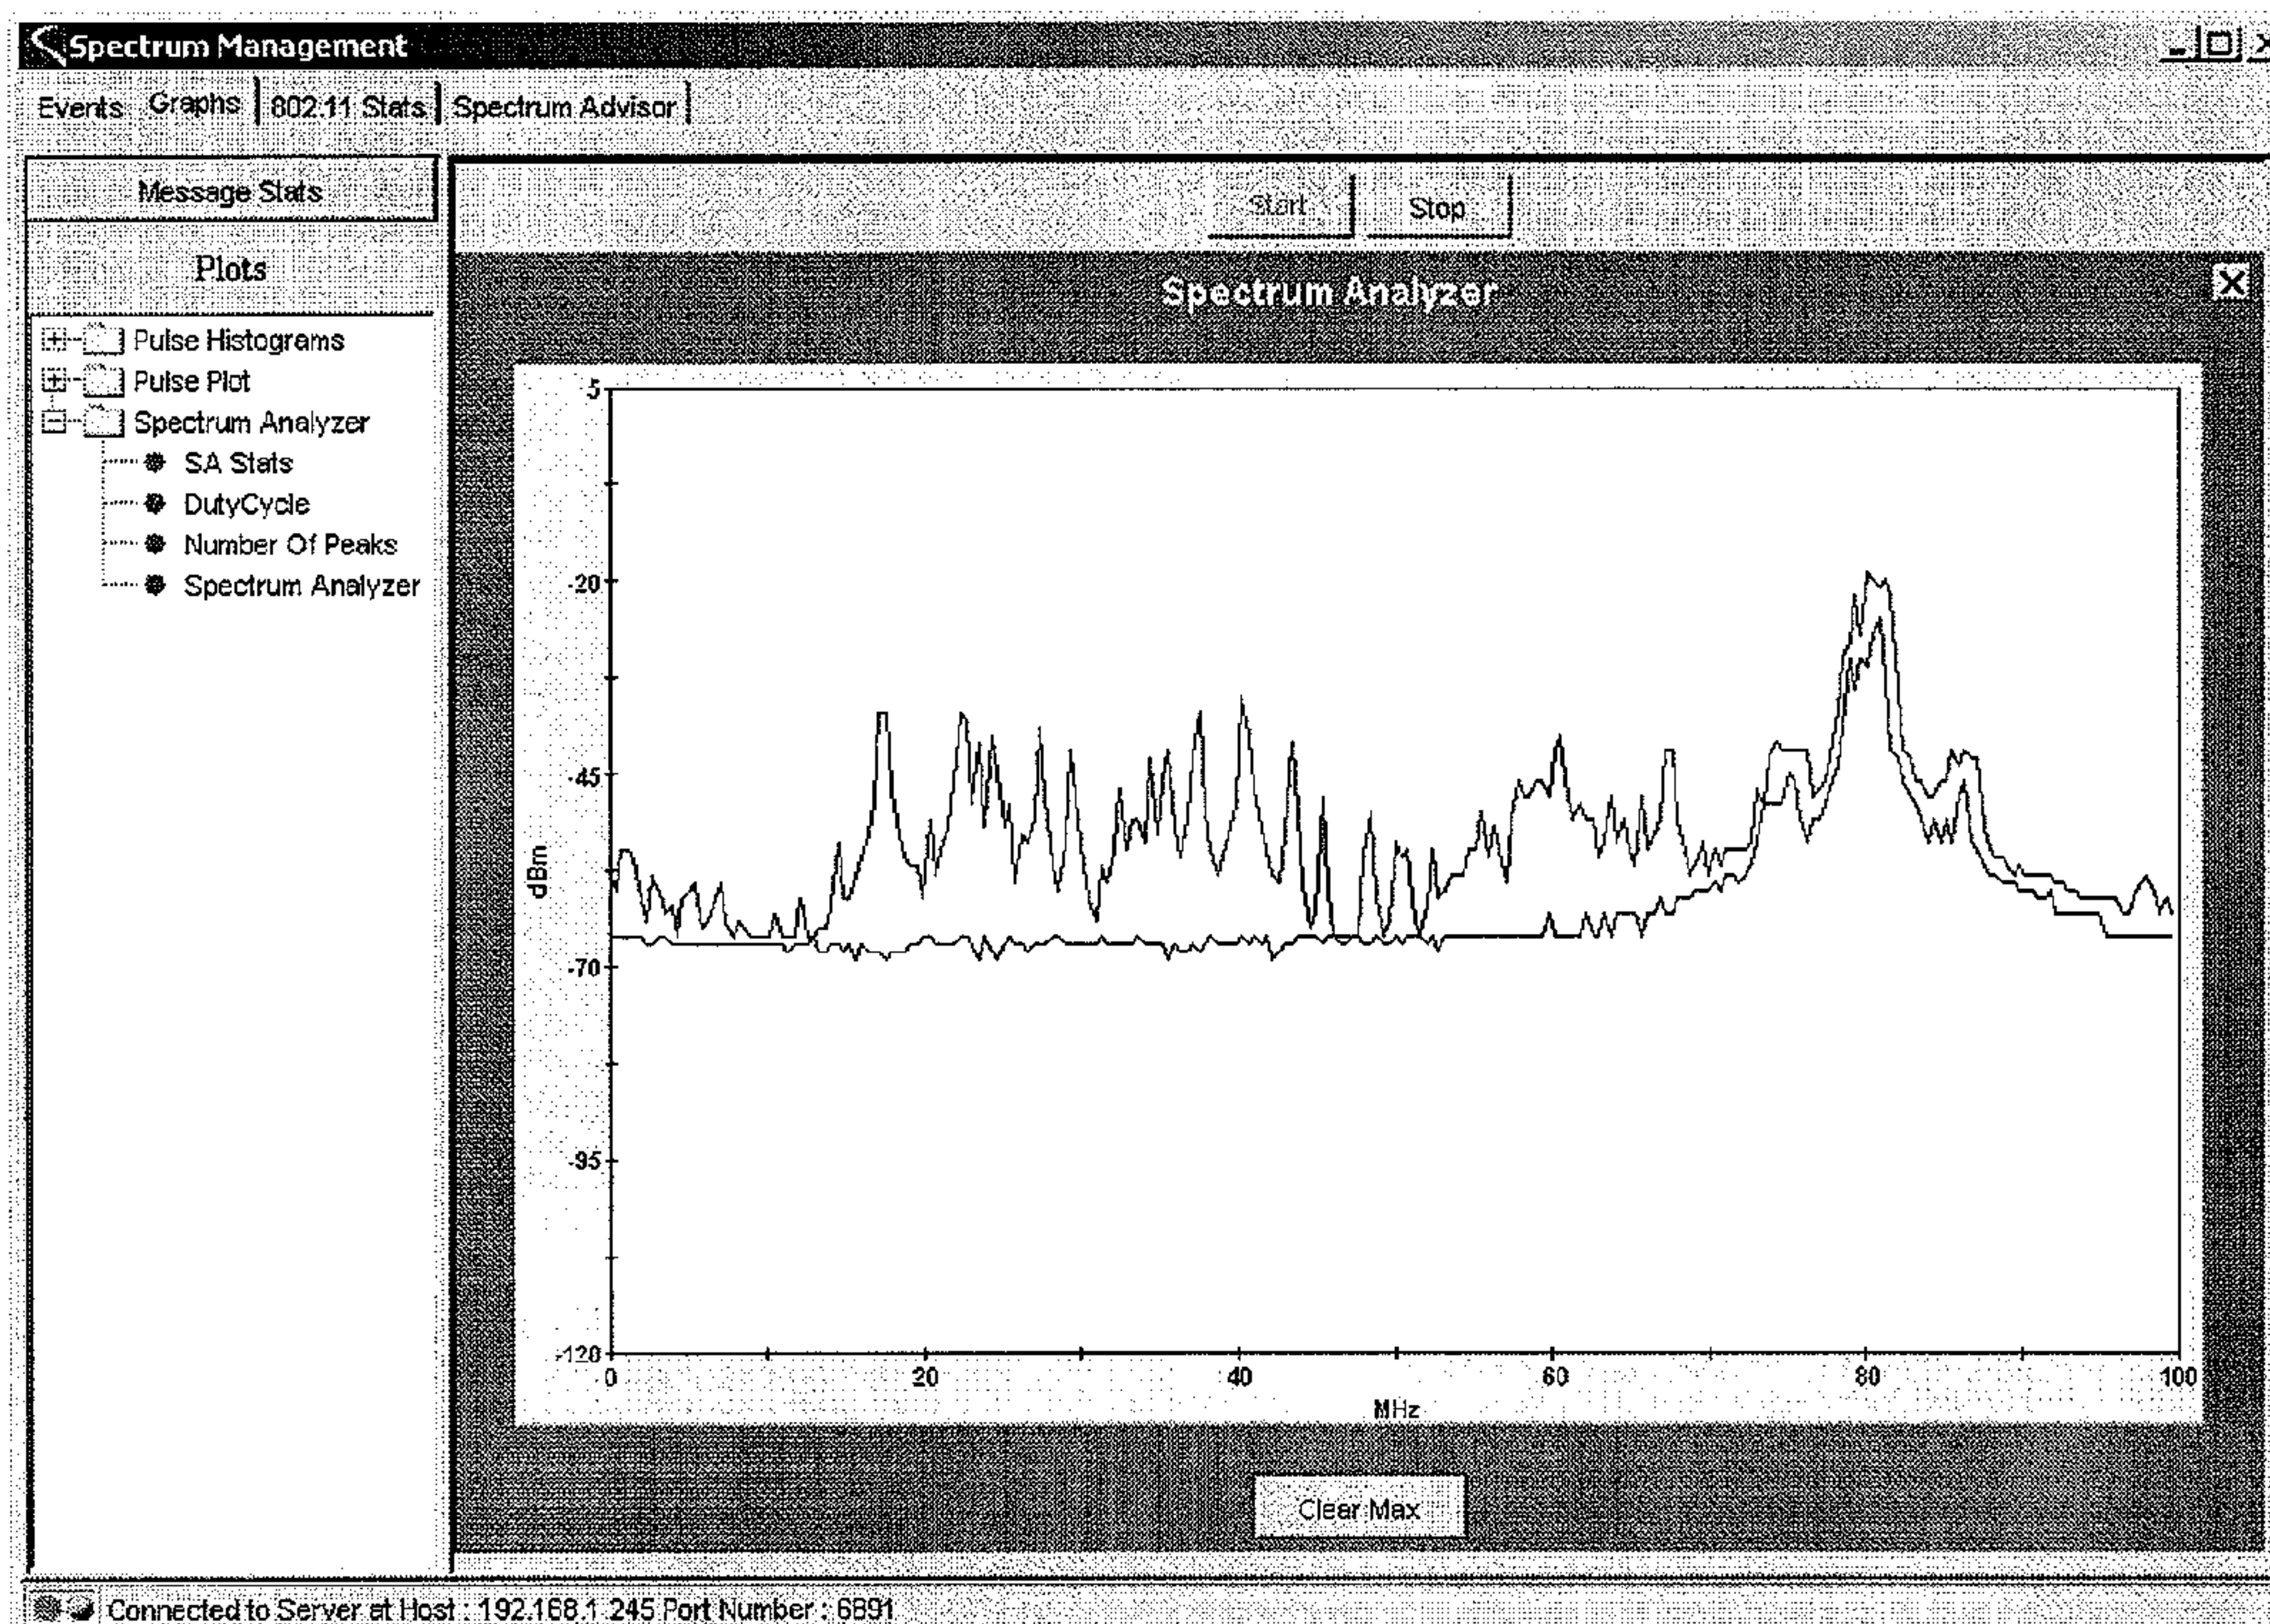 Spectrum Management
Events Graphs 802.11 Stats Spectrum Advisor
Message Stats
Start Stop
Plots
Spectrum Analyzer
Pulse Histograms
Pulse Plot
Spectrum Analyzer
SA Stats
DutyCycle
Number Of Peaks
Spectrum Analyzer
5
-20
-45
dBm
-70
-95
-120
0 20 40 60 80 100
MHz
Clear Max
Connected to Server at Host : 192.168.1.245 Port Number : 6891